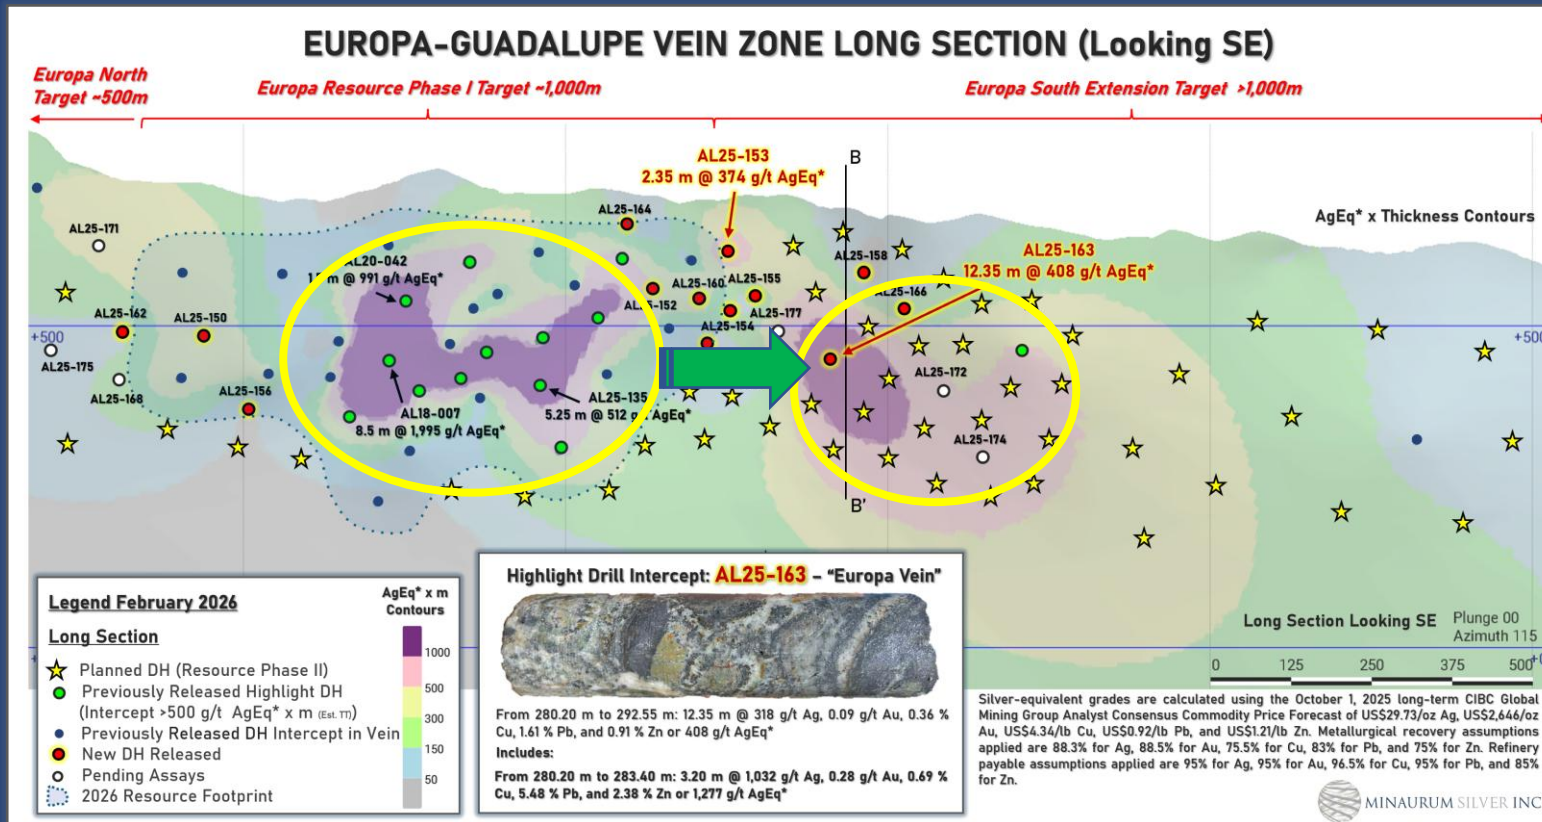 EUROPA-GUADALUPE VEIN ZONE LONG SECTION (Looking SE)
Europa North
Target ~500m
Europa Resource Phase I Target ~1,000m
Europa South Extension Target >1,000m
AL25-153
2.35 m @ 374 g/t AgEq*
B
AgEq* x Thickness Contours
AL25-164
AL25-171
AL20-042
m @ 991 g/t AgEq*
AL25-158
AL25-163
12.35 m @ 408 g/t AgEq*
AL25-152
AL25-160
AL25-155
AL25-166
AL25-162
AL25-150
AL25-177
AL25-154
+500
+500
AL25-175
AL25-168
AL25-156
AL25-172
AL18-007
8.5 m @ 1,995 g/t AgEq*
AL25-135
5.25 m @ 512 g/t AgEq*
AL25-174
B'
Legend February 2026
Long Section
Planned DH (Resource Phase II)
Previously Released Highlight DH
(Intercept >500 g/t AgEq* x m (Est. TT))
Previously Released DH Intercept in Vein
New DH Released
Pending Assays
2026 Resource Footprint
AgEq* x m
Contours
1000
500
300
150
50
Highlight Drill Intercept: AL25-163 – “Europa Vein”
From 280.20 m to 292.55 m: 12.35 m @ 318 g/t Ag, 0.09 g/t Au, 0.36 %
Cu, 1.61 % Pb, and 0.91 % Zn or 408 g/t AgEq*
Includes:
From 280.20 m to 283.40 m: 3.20 m @ 1,032 g/t Ag, 0.28 g/t Au, 0.69 %
Cu, 5.48 % Pb, and 2.38 % Zn or 1,277 g/t AgEq*
Long Section Looking SE
Plunge 00
Azimuth 115
0 125 250 375 500
Silver-equivalent grades are calculated using the October 1, 2025 long-term CIBC Global
Mining Group Analyst Consensus Commodity Price Forecast of US$29.73/oz Ag, US$2,646/oz
Au, US$4.34/lb Cu, US$0.92/lb Pb, and US$1.21/lb Zn. Metallurgical recovery assumptions
applied are 88.3% for Ag, 88.5% for Au, 75.5% for Cu, 83% for Pb, and 75% for Zn. Refinery
payable assumptions applied are 95% for Ag, 95% for Au, 96.5% for Cu, 95% for Pb, and 85%
for Zn.
MINAURUM SILVER INC